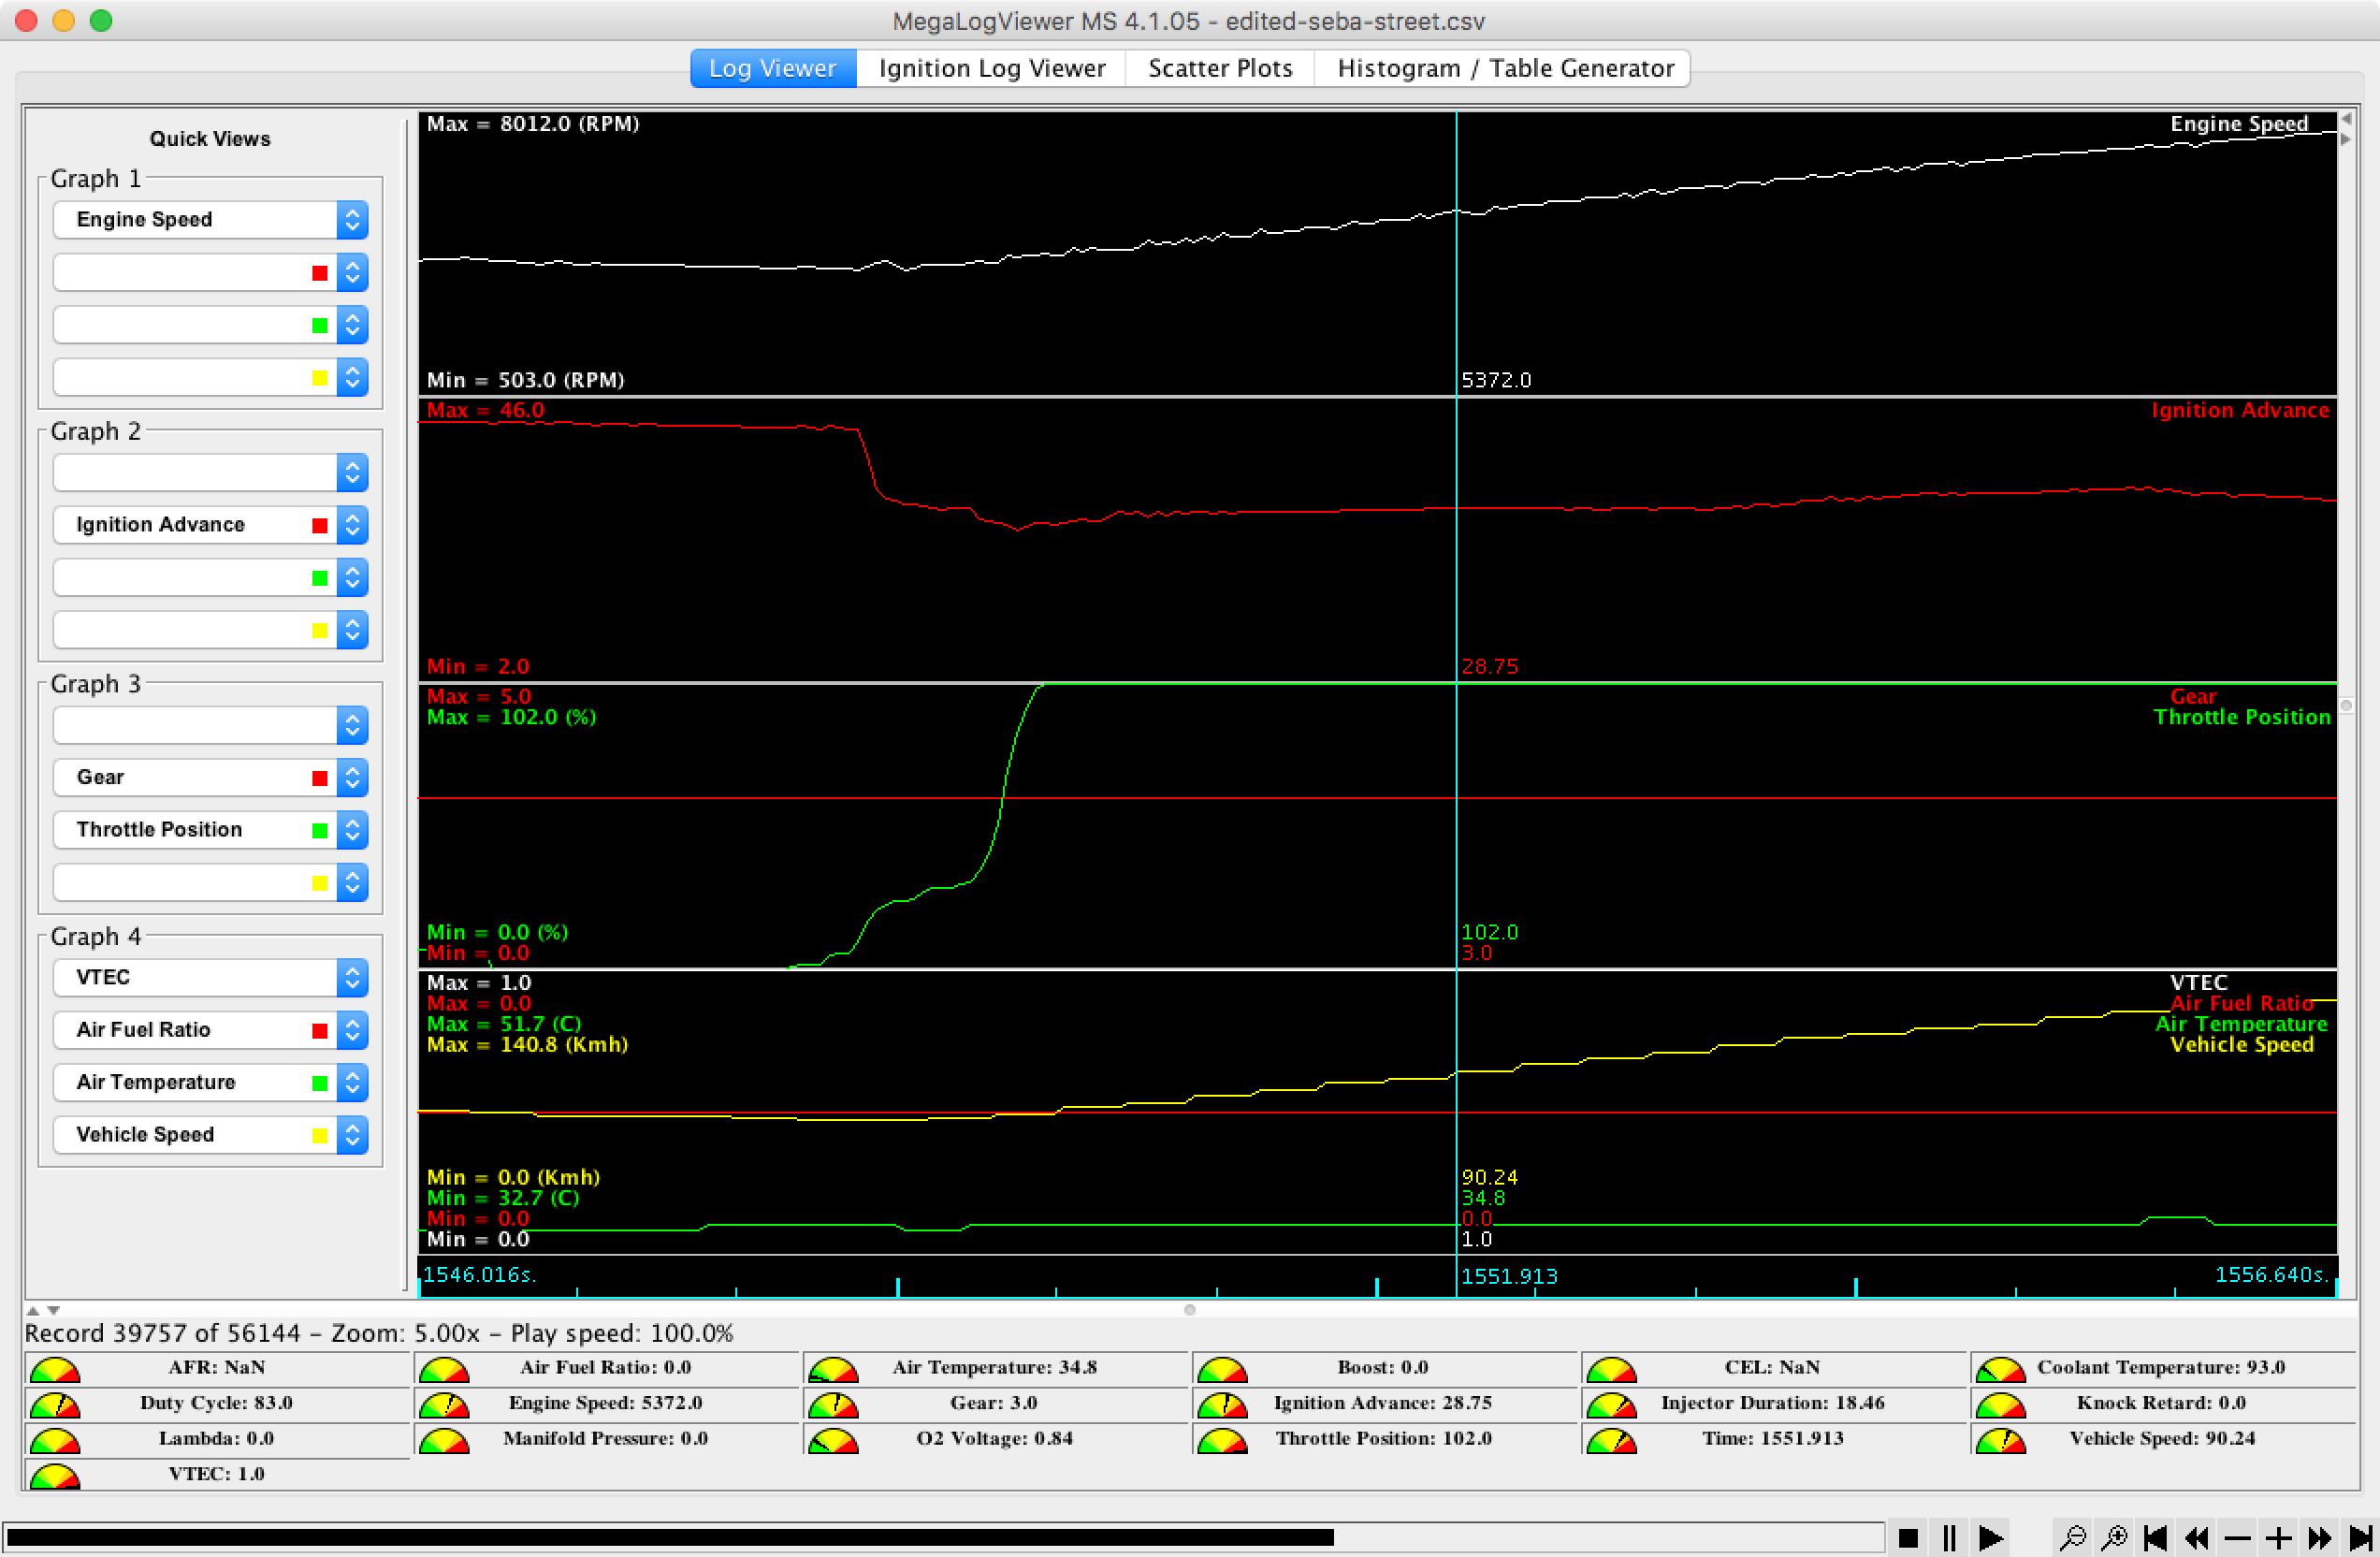 MegaLogViewer MS 4.1.05 - edited-seba-street.csv
Log Viewer Ignition Log Viewer Scatter Plots Histogram / Table Generator
Quick Views
Graph 1
Engine Speed
Graph 2
Ignition Advance
Graph 3
Gear
Throttle Position
Graph 4
VTEC
Air Fuel Ratio
Air Temperature
Vehicle Speed
Max = 8012.0 (RPM) Engine Speed
Min = 503.0 (RPM) 5372.0
Max = 46.0 Ignition Advance
Min = 2.0 28.75
Max = 5.0 Gear
Max = 102.0 (%) Throttle Position
Min = 0.0 (%) 102.0
Min = 0.0 3.0
Max = 1.0 VTEC
Max = 0.0 Air Fuel Ratio
Max = 51.7 (C) Air Temperature
Max = 140.8 (Kmh) Vehicle Speed
Min = 0.0 (Kmh) 90.24
Min = 32.7 (C) 34.8
Min = 0.0 0.0
Min = 0.0 1.0
1546.016s. 1551.913 1556.640s.
Record 39757 of 56144 - Zoom: 5.00x - Play speed: 100.0%
AFR: NaN Air Fuel Ratio: 0.0 Air Temperature: 34.8 Boost: 0.0 CEL: NaN Coolant Temperature: 93.0
Duty Cycle: 83.0 Engine Speed: 5372.0 Gear: 3.0 Ignition Advance: 28.75 Injector Duration: 18.46 Knock Retard: 0.0
Lambda: 0.0 Manifold Pressure: 0.0 O2 Voltage: 0.84 Throttle Position: 102.0 Time: 1551.913 Vehicle Speed: 90.24
VTEC: 1.0